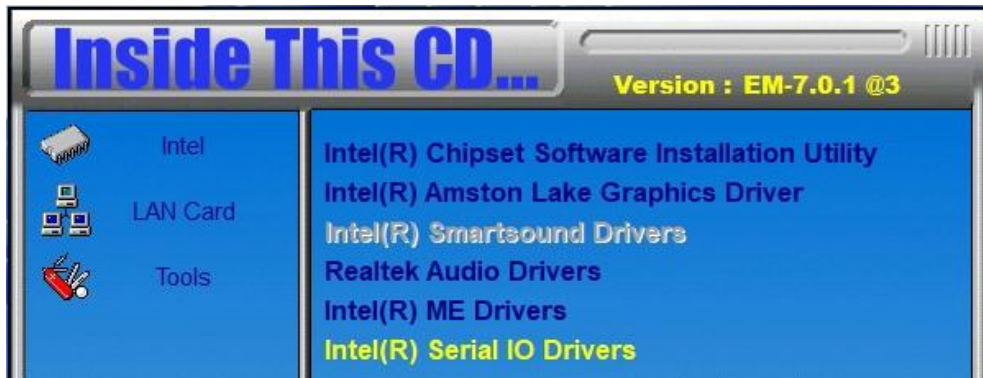 Inside This CD...
Version : EM-7.0.1 @3
Intel
LAN Card
Tools
Intel(R) Chipset Software Installation Utility
Intel(R) Amston Lake Graphics Driver
Intel(R) Smartsound Drivers
Realtek Audio Drivers
Intel(R) ME Drivers
Intel(R) Serial IO Drivers